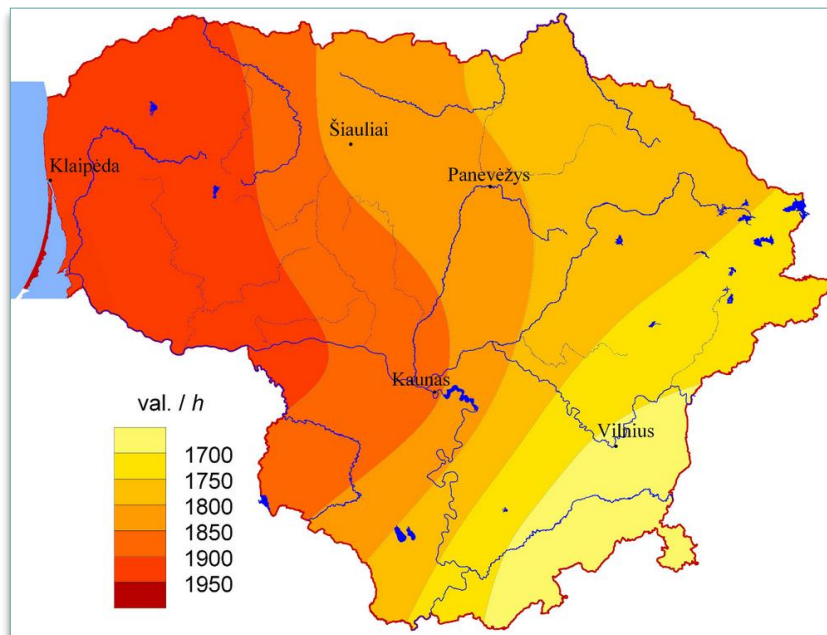 Šiauliai
Klaipėda
Panevėžys
Kaunas
Vilnius
val. / h
1700
1750
1800
1850
1900
1950